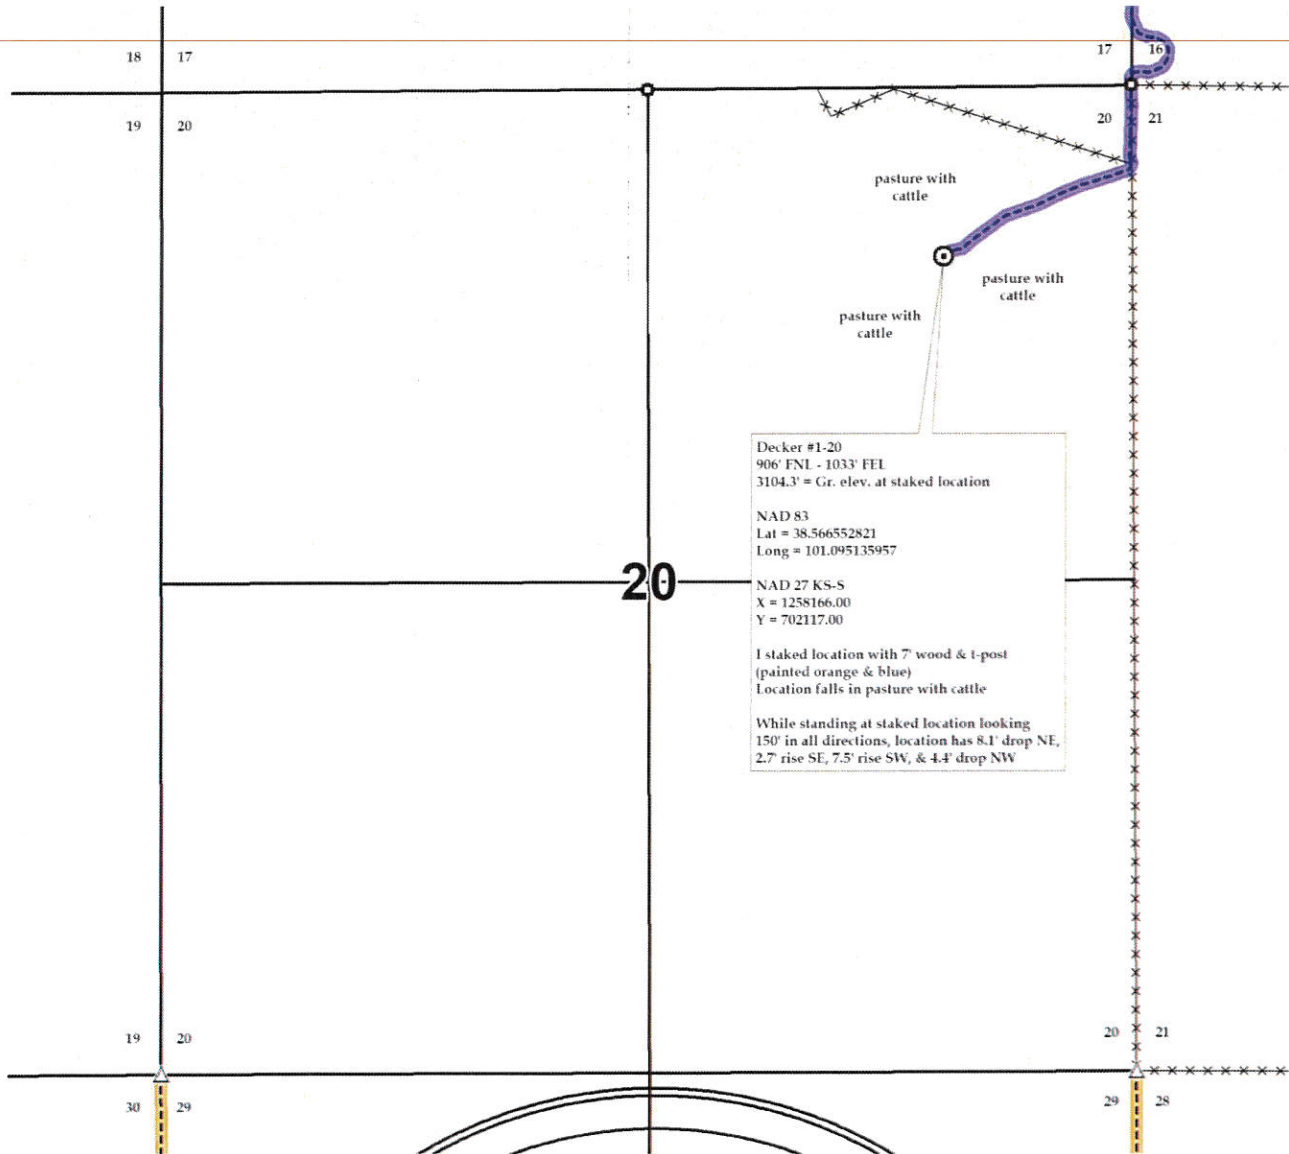 18 17
17 16
19 20
20 21
pasture with
cattle
pasture with
cattle
pasture with
cattle
Decker #1-20
906' FNL - 1033' FEL
3104.3' = Gr. elev. at staked location
NAD 83
Lat = 38.566552821
Long = 101.095135957
NAD 27 KS-S
X = 1258166.00
Y = 702117.00
20
I staked location with 7' wood & t-post
(painted orange & blue)
Location falls in pasture with cattle
While standing at staked location looking
150' in all directions, location has 8.1' drop NE,
2.7' rise SE, 7.5' rise SW, & 4.4' drop NW
19 20
20 21
30 29
29 28